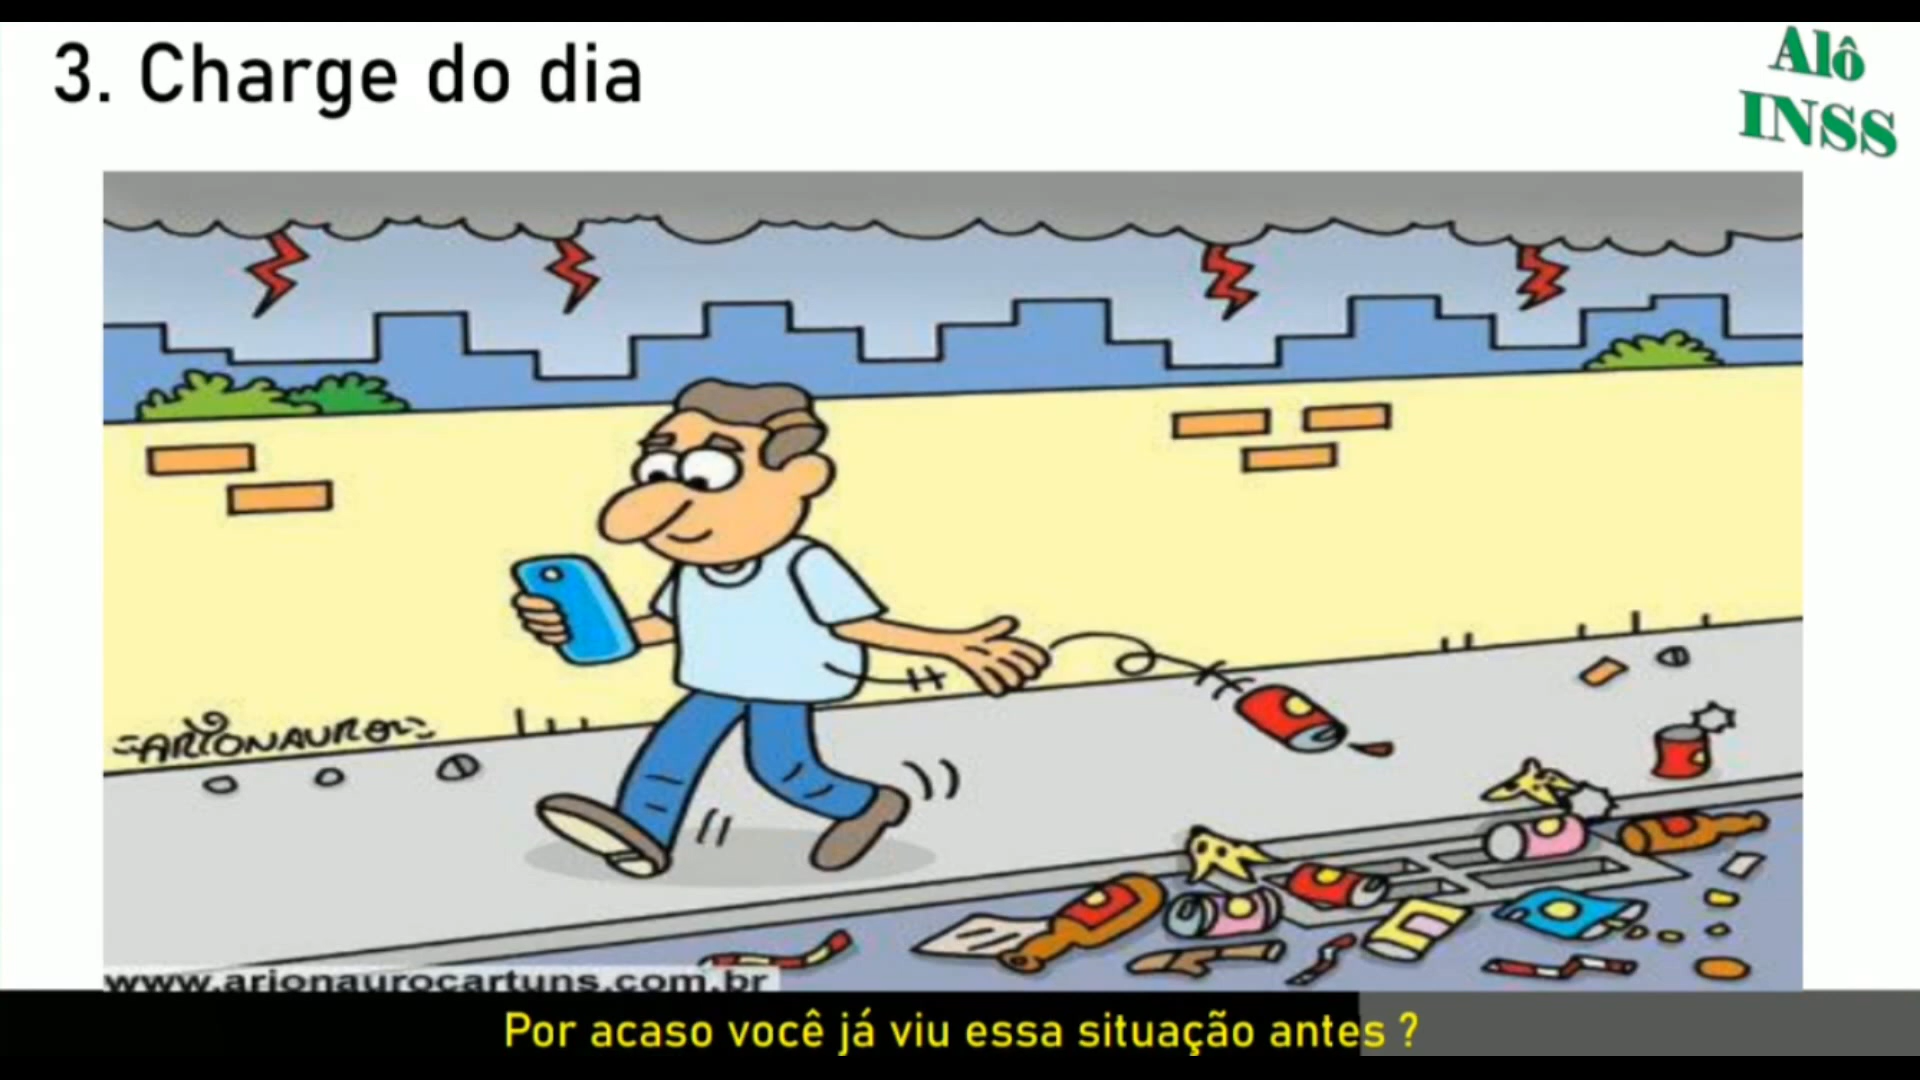 3. Charge do dia
Alô
INSS
ARIONAURO
www.arionaurocartuns.com.br
Por acaso você já viu essa situação antes ?